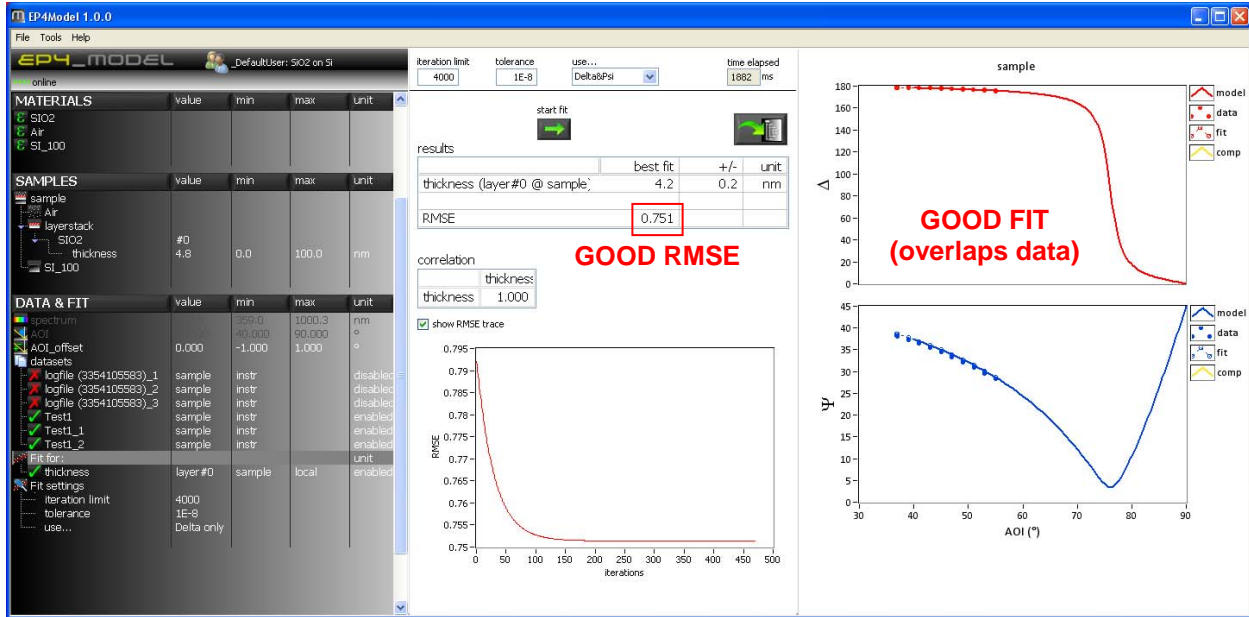 EP4Model 1.0.0
File Tools Help
EP4_MODEL
_DefaultUser: SiO2 on Si
online
MATERIALS value min max unit
SIO2
Air
SI_100
SAMPLES value min max unit
sample
Air
layerstack
SIO2 #0
thickness 4.8 0.0 100.0 nm
SI_100
DATA & FIT value min max unit
spectrum 359.0 1000.3 nm
AOI 40.000 90.000 °
AOI_offset 0.000 -1.000 1.000 °
datasets
logfile (3354105583)_1 sample instr disabled
logfile (3354105583)_2 sample instr disabled
logfile (3354105583)_3 sample instr disabled
Test1 sample instr enabled
Test1_1 sample instr enabled
Test1_2 sample instr enabled
Fit for: unit
thickness layer#0 sample local enabled
Fit settings
iteration limit 4000
tolerance 1E-8
use... Delta only
iteration limit tolerance use... time elapsed
4000 1E-8 Delta&Psi 1882 ms
start fit
results
best fit +/- unit
thickness (layer#0 @ sample) 4.2 0.2 nm
RMSE 0.751
GOOD RMSE
correlation
thickness
thickness 1.000
show RMSE trace
0.795
0.79
0.785
0.78
0.775
0.77
0.765
0.76
0.755
0.75
RMSE
0 50 100 150 200 250 300 350 400 450 500
iterations
sample
180
160
140
120
100
80
60
40
20
0
Δ
GOOD FIT
(overlaps data)
model
data
fit
comp
45
40
35
30
25
20
15
10
5
0
Ψ
30 40 50 60 70 80 90
AOI (°)
model
data
fit
comp